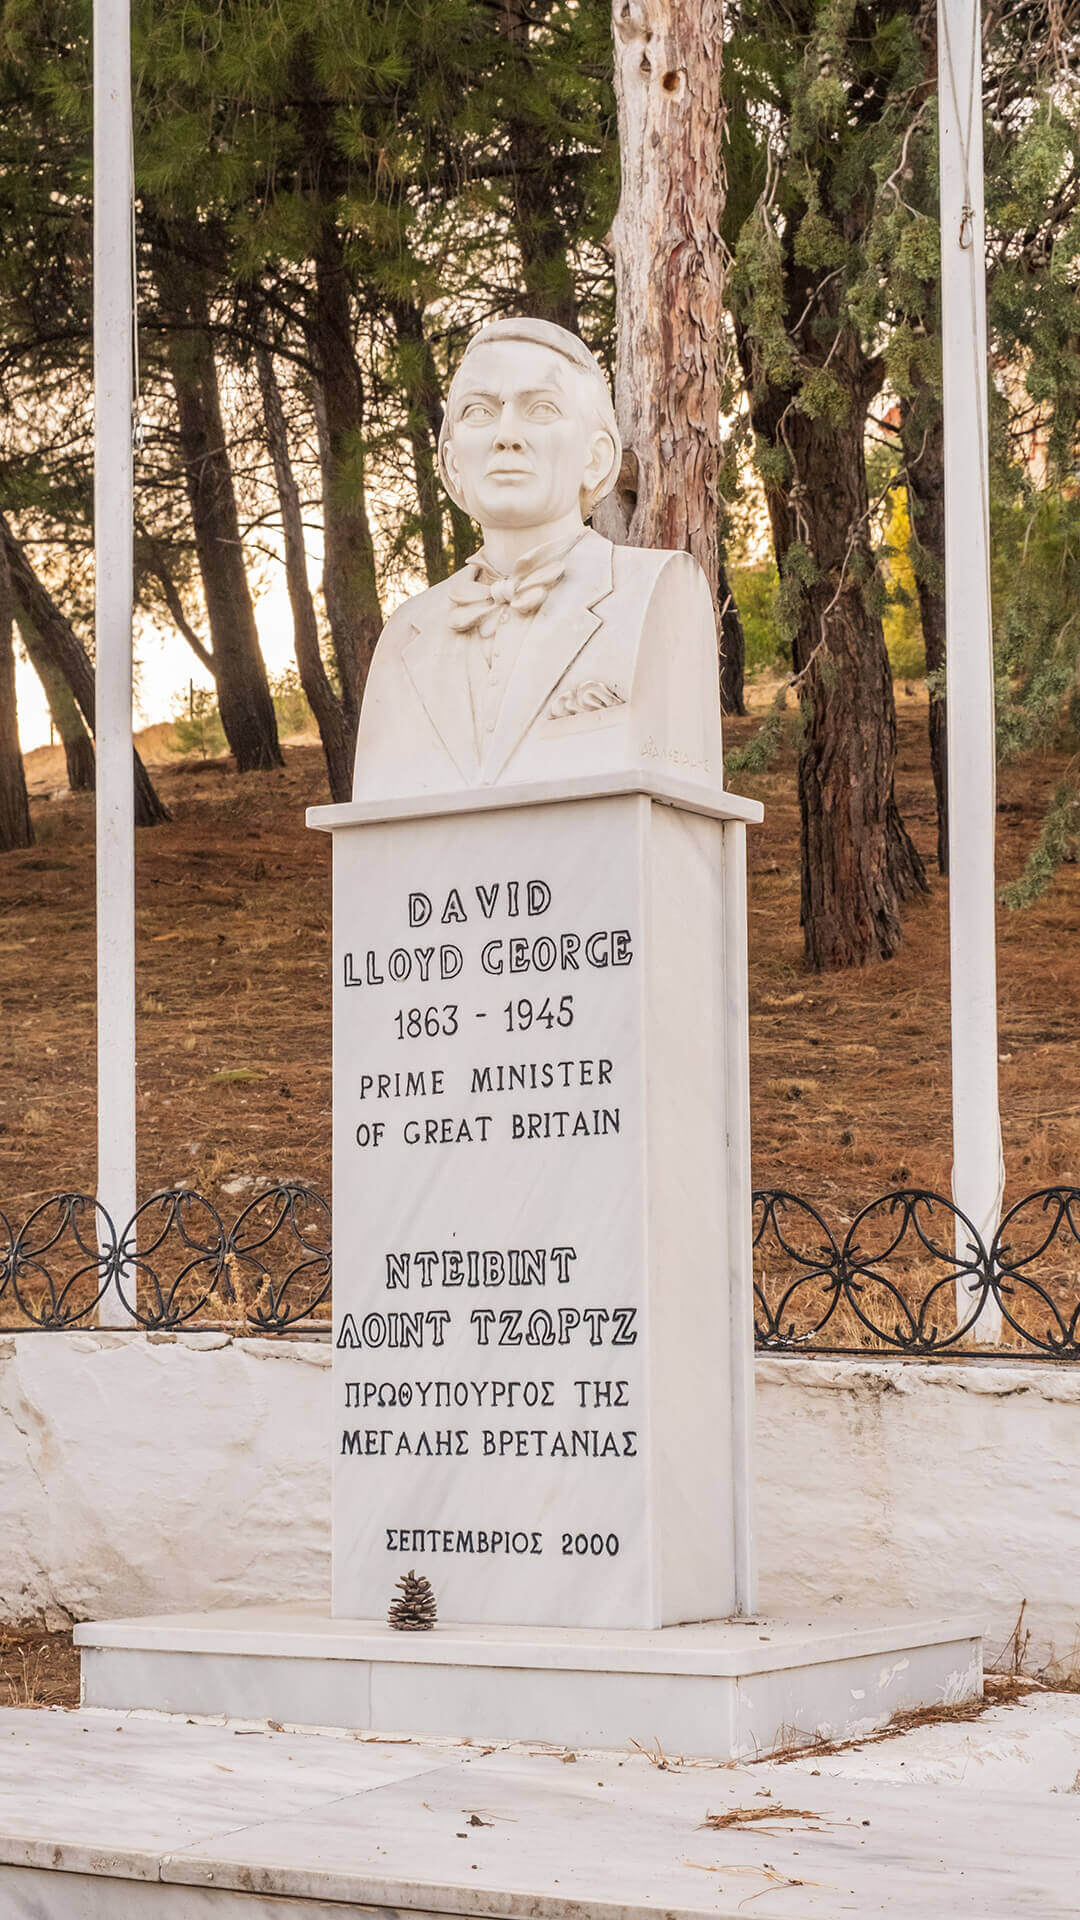 DAVID
LLOYD GEORGE
1863 - 1945
PRIME MINISTER
OF GREAT BRITAIN
ΝΤΕΙΒΙΝΤ
ΛΟΙΝΤ ΤΖΩΡΤΖ
ΠΡΩΘΥΠΟΥΡΓΟΣ ΤΗΣ
ΜΕΓΑΛΗΣ ΒΡΕΤΑΝΙΑΣ
ΣΕΠΤΕΜΒΡΙΟΣ 2000